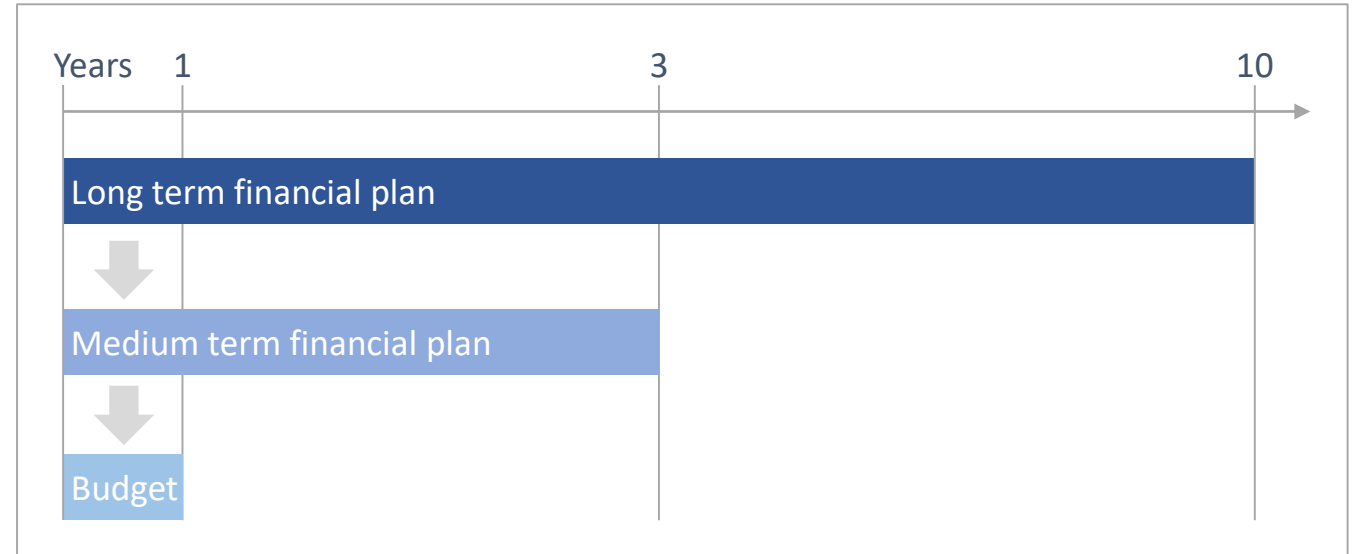 Years 1 3 10
Long term financial plan
Medium term financial plan
Budget